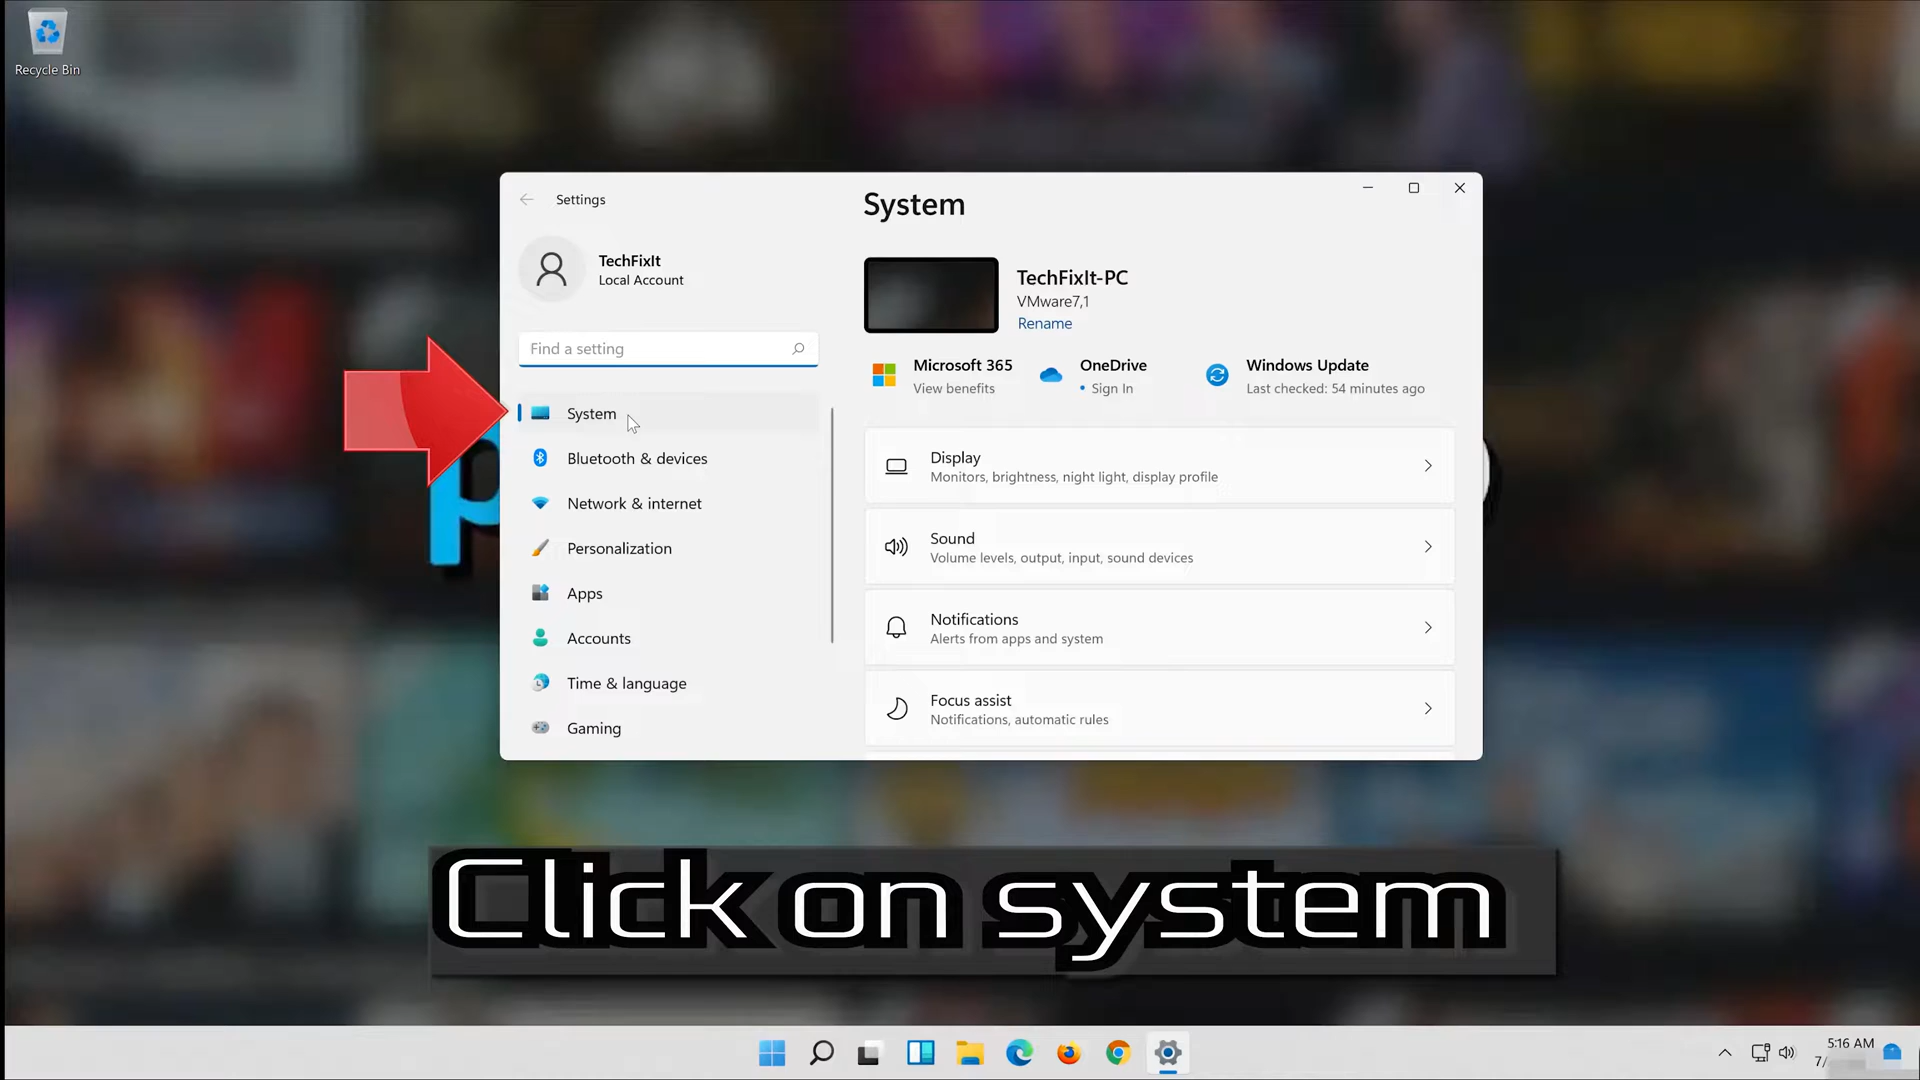 Recycle Bin
Settings
System
TechFixIt
Local Account
TechFixIt-PC
VMware7,1
Rename
Find a setting
Microsoft 365
View benefits
OneDrive
• Sign In
Windows Update
Last checked: 54 minutes ago
System
Bluetooth & devices
Network & internet
Personalization
Apps
Accounts
Time & language
Gaming
Display
Monitors, brightness, night light, display profile
Sound
Volume levels, output, input, sound devices
Notifications
Alerts from apps and system
Focus assist
Notifications, automatic rules
p
Click on system
5:16 AM
7/